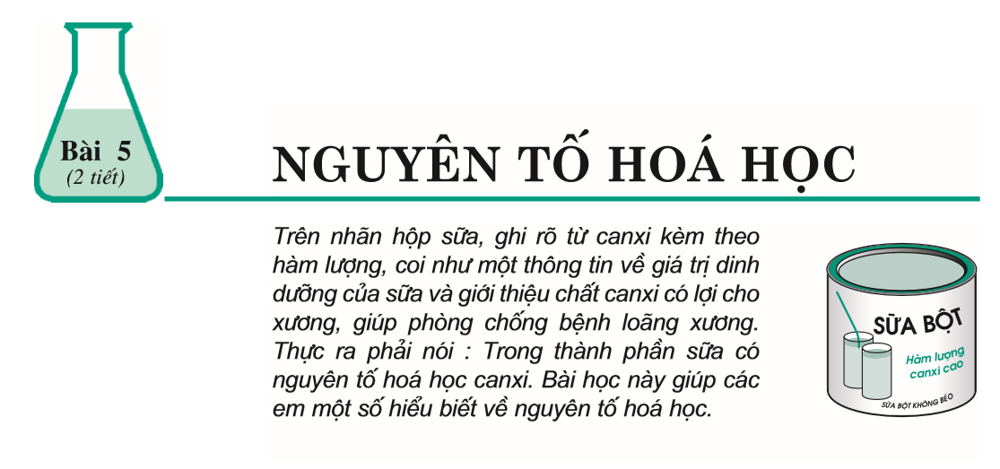 Bài 5
(2 tiết)
NGUYÊN TỐ HOÁ HỌC
Trên nhãn hộp sữa, ghi rõ từ canxi kèm theo
hàm lượng, coi như một thông tin về giá trị dinh
dưỡng của sữa và giới thiệu chất canxi có lợi cho
xương, giúp phòng chống bệnh loãng xương.
Thực ra phải nói : Trong thành phần sữa có
nguyên tố hoá học canxi. Bài học này giúp các
em một số hiểu biết về nguyên tố hoá học.
SỮA BỘT
Hàm lượng
canxi cao
SỮA BỘT KHÔNG BÉO